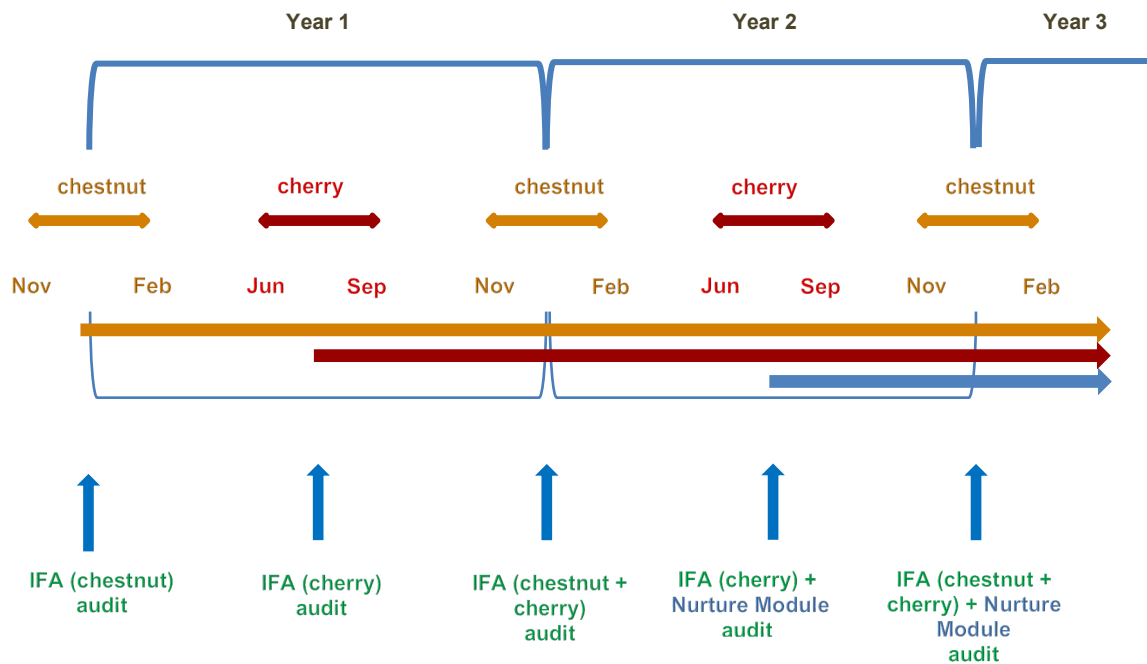 Year 1
Year 2
Year 3
chestnut
cherry
chestnut
cherry
chestnut
Nov
Feb
Jun
Sep
Nov
Feb
Jun
Sep
Nov
Feb
IFA (chestnut)
audit
IFA (cherry)
audit
IFA (chestnut +
cherry)
audit
IFA (cherry) +
Nurture Module
audit
IFA (chestnut +
cherry) + Nurture
Module
audit